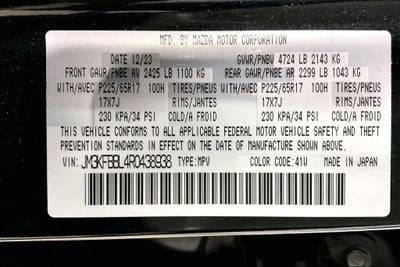 MFD. BY MAZDA MOTOR CORPORATION
DATE 12/23 GVWR/PNBV 4724 LB 2143 KG
FRONT GAWR/PNBE AV 2425 LB 1100 KG REAR GAWR/PNBE AR 2299 LB 1043 KG
WITH/AVEC P225/65R17 100H TIRES/PNEUS WITH/AVEC P225/65R17 100H TIRES/PNEUS
17X7J RIMS/JANTES 17X7J RIMS/JANTES
230 KPA/34 PSI COLD/A FROID 230 KPA/34 PSI COLD/A FROID
THIS VEHICLE CONFORMS TO ALL APPLICABLE FEDERAL MOTOR VEHICLE SAFETY AND THEFT
PREVENTION STANDARDS IN EFFECT ON THE DATE OF MANUFACTURE SHOWN ABOVE.
VIN: JM3KFBBL4R0438938 TYPE:MPV COLOR CODE:41W MADE IN JAPAN